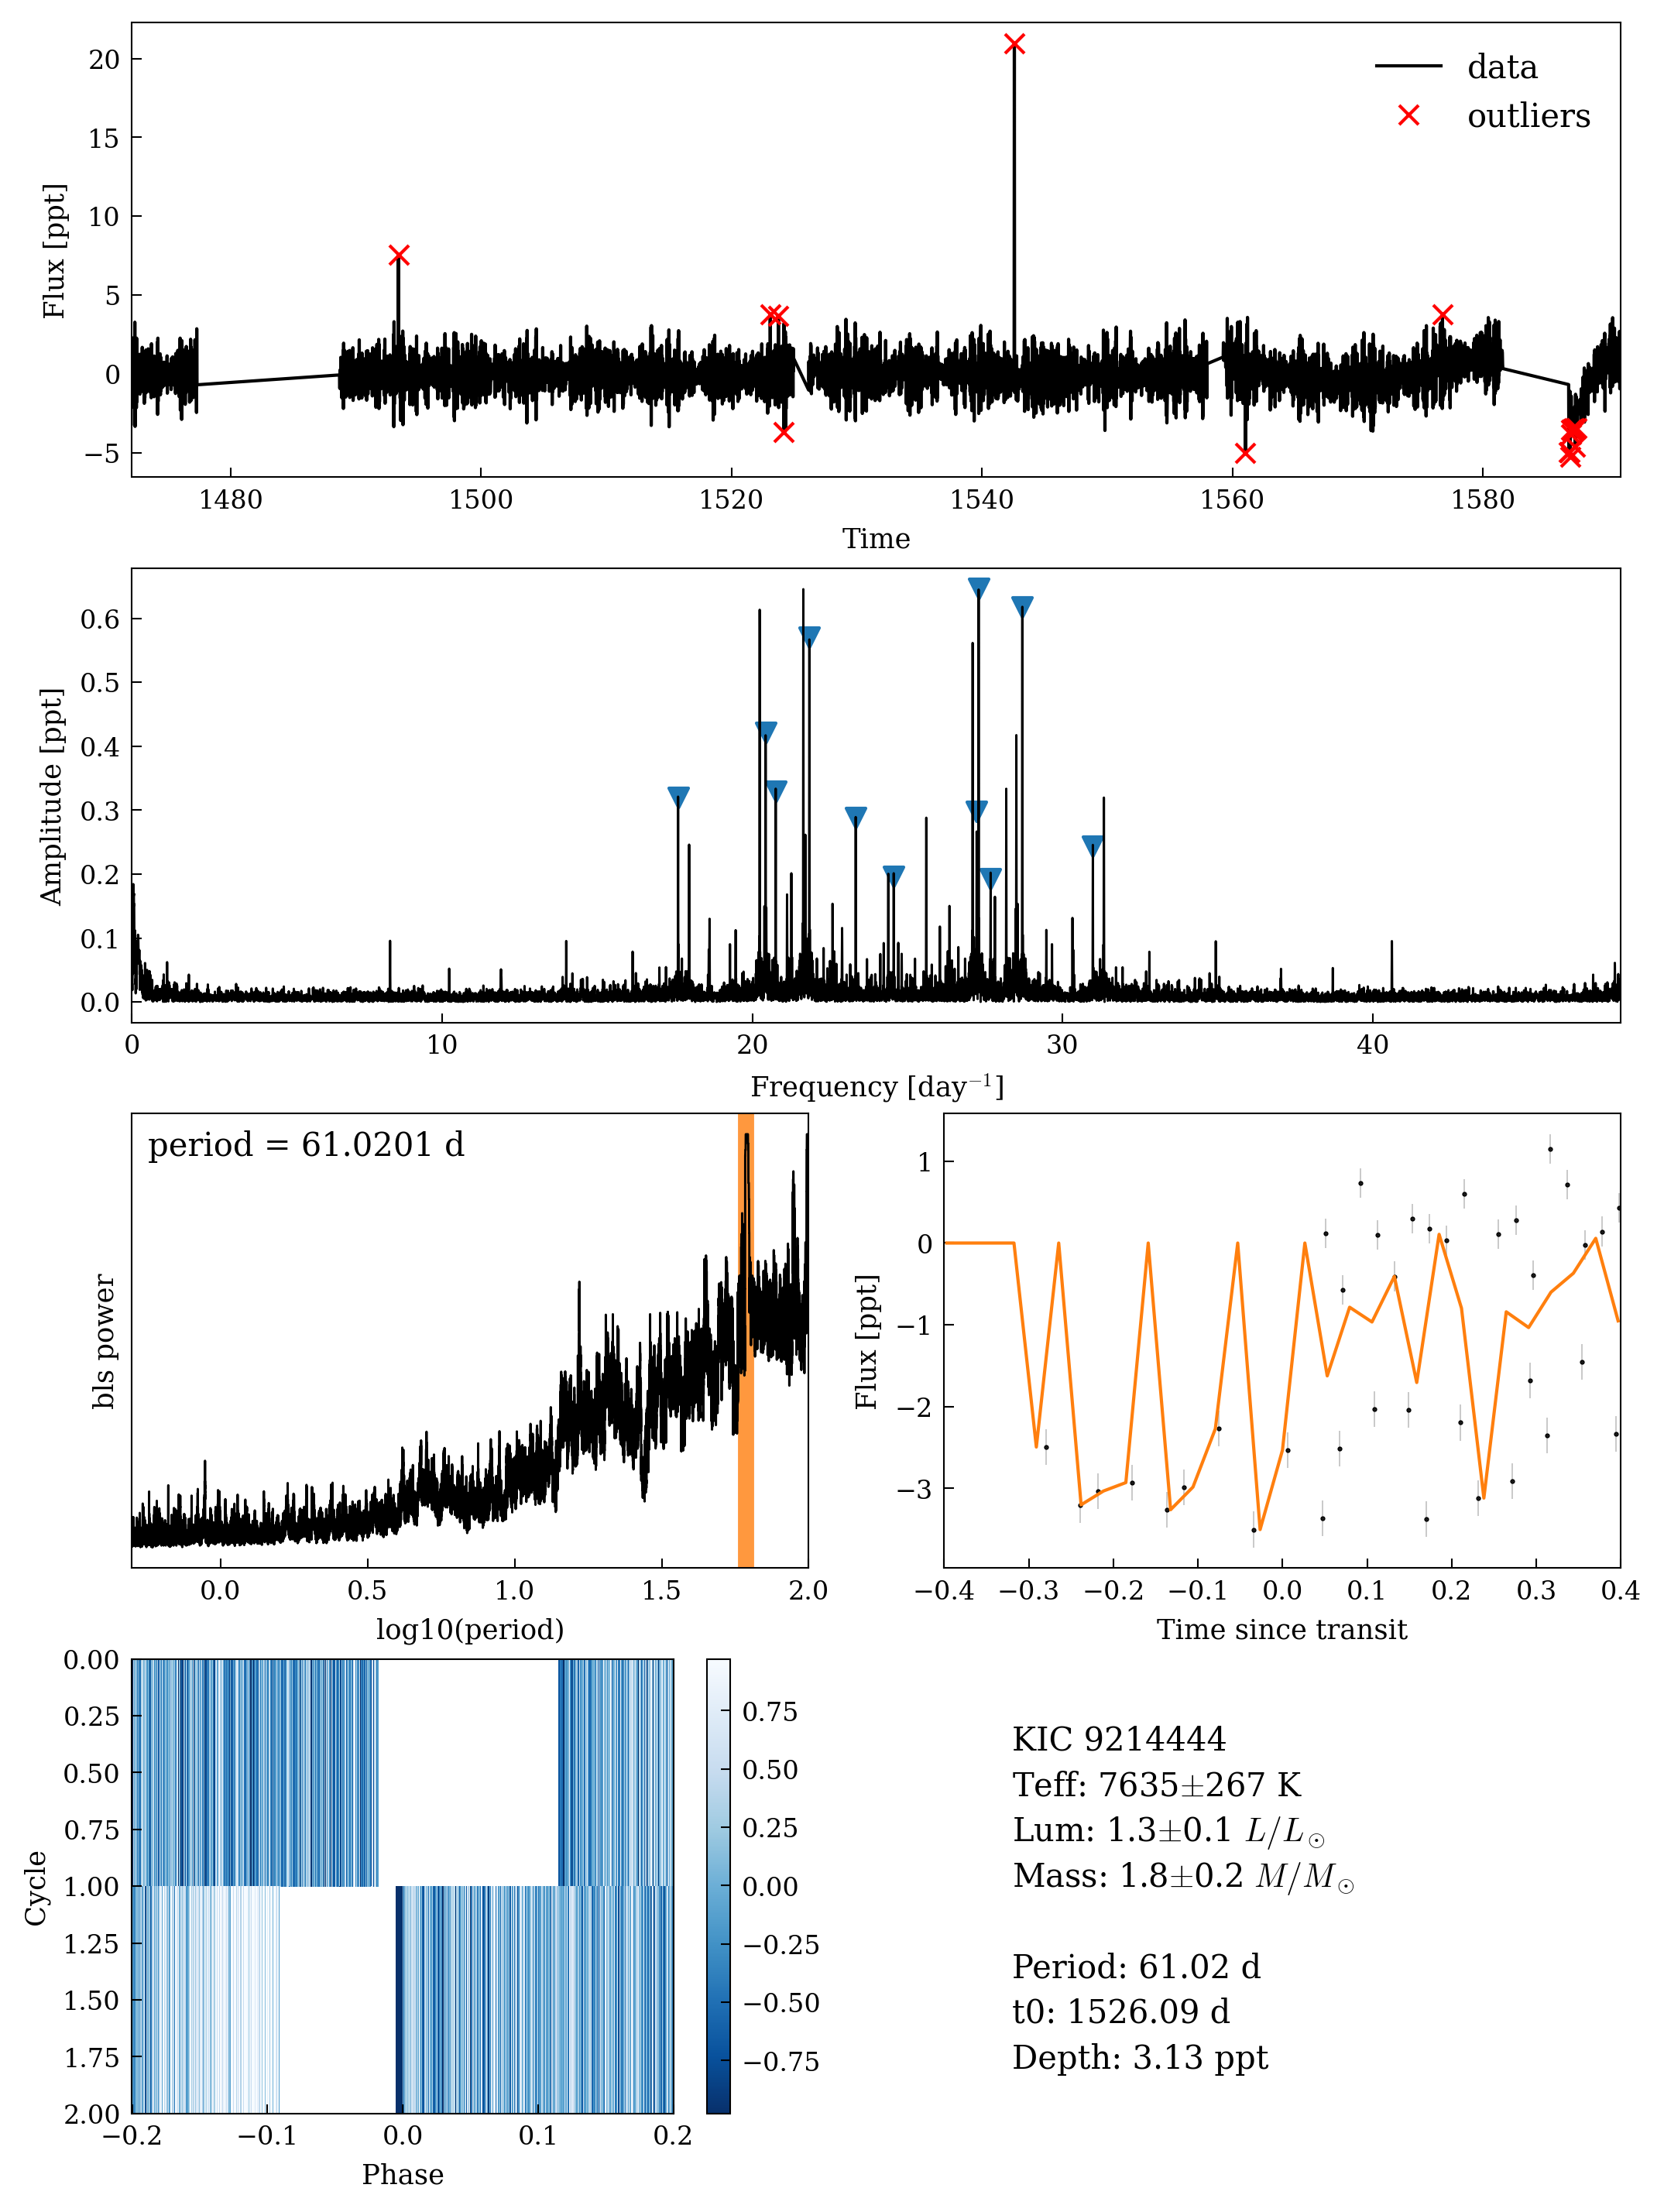 20
15
10
5
0
−5
Flux [ppt]
data
outliers
1480 1500 1520 1540 1560 1580
Time
0.6
0.5
0.4
0.3
0.2
0.1
0.0
Amplitude [ppt]
0 10 20 30 40
Frequency [day⁻¹]
period = 61.0201 d
bls power
0.0 0.5 1.0 1.5 2.0
log10(period)
1
0
−1
−2
−3
Flux [ppt]
−0.4 −0.3 −0.2 −0.1 0.0 0.1 0.2 0.3 0.4
Time since transit
0.00
0.25
0.50
0.75
1.00
1.25
1.50
1.75
2.00
Cycle
−0.2 −0.1 0.0 0.1 0.2
Phase
0.75
0.50
0.25
0.00
−0.25
−0.50
−0.75
KIC 9214444
Teff: 7635±267 K
Lum: 1.3±0.1 L/L⊙
Mass: 1.8±0.2 M/M⊙
Period: 61.02 d
t0: 1526.09 d
Depth: 3.13 ppt